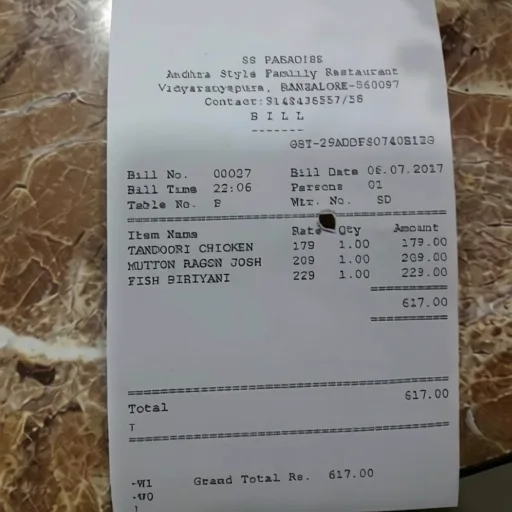 SS PARADISE
Andhra Style Family Restaurant
Vidyaranyapura, BANGALORE-560097
Contact:
B I L L
-------
Bill No. 00027 Bill Date 06.07.2017
Bill Time 22:06 Persons 01
Table No. Wtr. No. SD
Item Name Rate Qty Amount
TANDOORI CHICKEN 179 1.00 179.00
MUTTON ROGAN JOSH 209 1.00 209.00
FISH BIRIYANI 229 1.00 229.00
617.00
Total 617.00
T
Grand Total Rs. 617.00